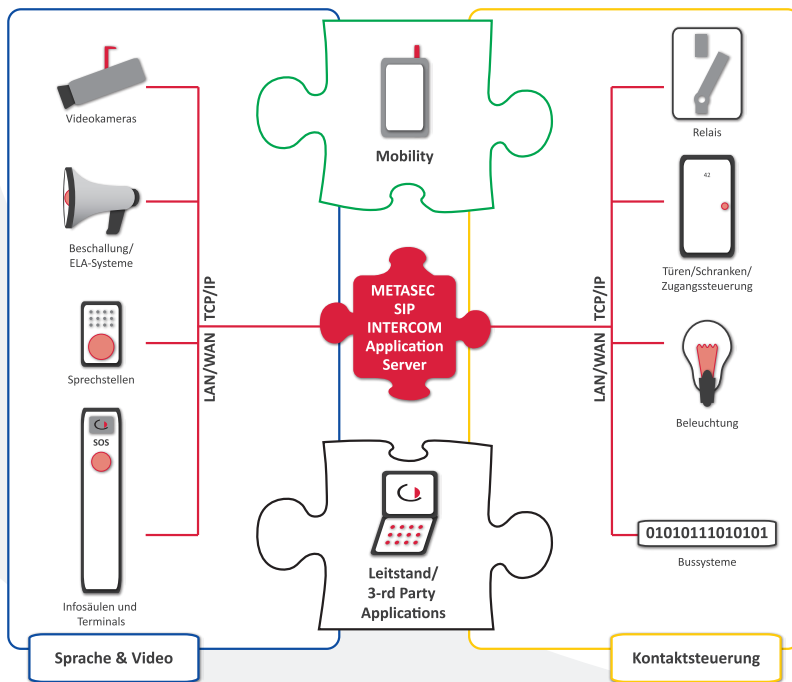 Videokameras
Beschallung/
ELA-Systeme
Sprechstellen
SOS
Infosäulen und
Terminals
Sprache & Video
LAN/WAN TCP/IP
Mobility
METASEC
SIP
INTERCOM
Application
Server
Leitstand/
3-rd Party
Applications
LAN/WAN TCP/IP
Relais
42
Türen/Schranken/
Zugangssteuerung
Beleuchtung
01010111010101
Bussysteme
Kontaktsteuerung